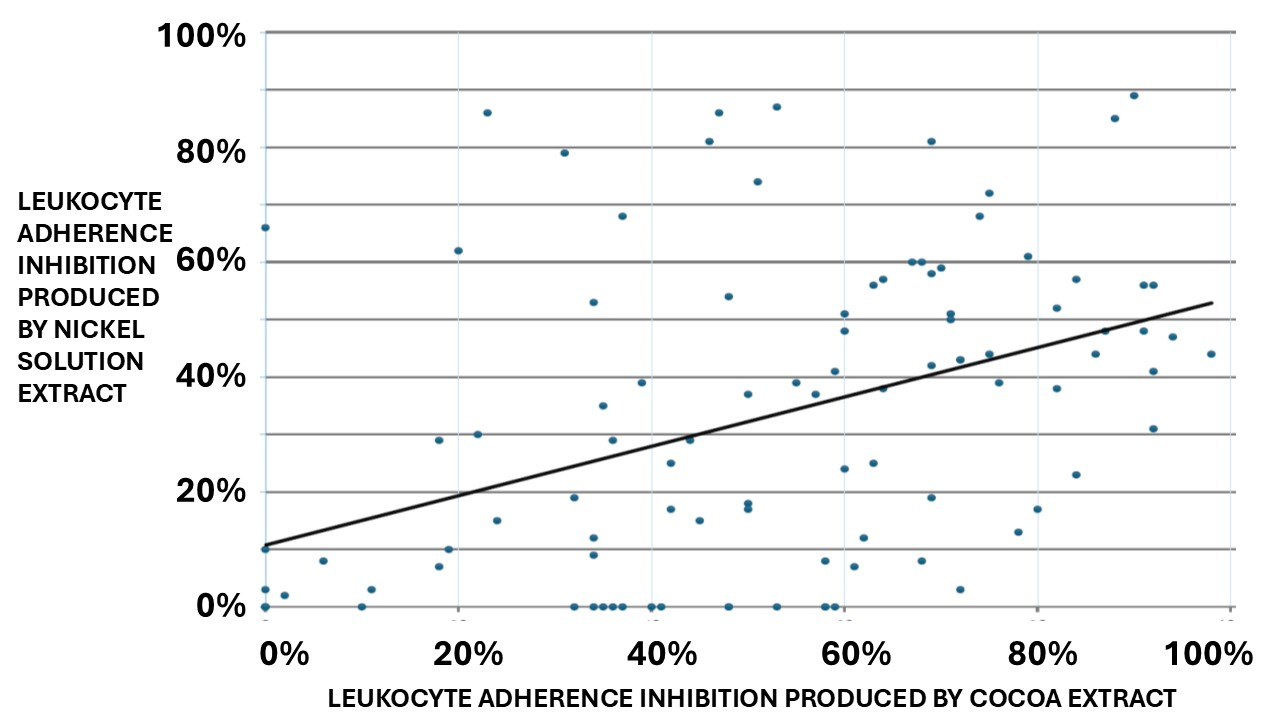 100%
80%
LEUKOCYTE
ADHERENCE
INHIBITION
PRODUCED
BY NICKEL
SOLUTION
EXTRACT
60%
40%
20%
0%
0% 20% 40% 60% 80% 100%
LEUKOCYTE ADHERENCE INHIBITION PRODUCED BY COCOA EXTRACT